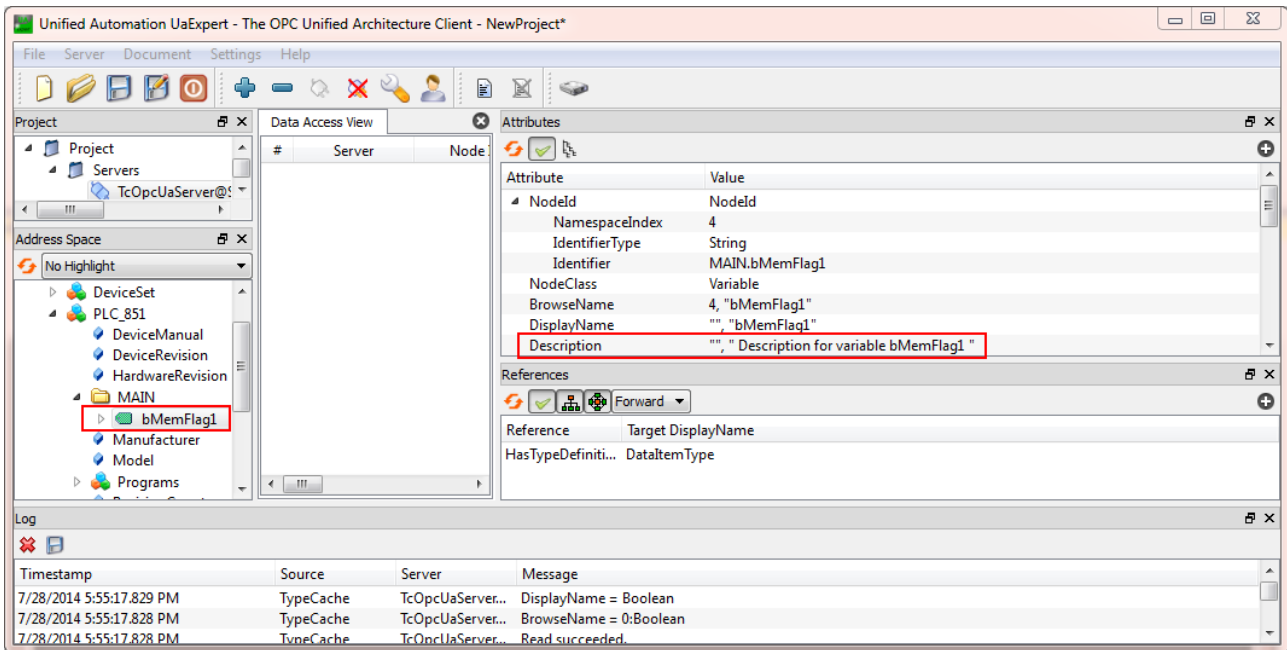 Unified Automation UaExpert - The OPC Unified Architecture Client - NewProject*
File Server Document Settings Help
Project
Project
Servers
TcOpcUaServer@
Address Space
No Highlight
DeviceSet
PLC_851
DeviceManual
DeviceRevision
HardwareRevision
MAIN
bMemFlag1
Manufacturer
Model
Programs
Data Access View
# Server Node
Attributes
Attribute Value
NodeId NodeId
NamespaceIndex 4
IdentifierType String
Identifier MAIN.bMemFlag1
NodeClass Variable
BrowseName 4, "bMemFlag1"
DisplayName "", "bMemFlag1"
Description "", " Description for variable bMemFlag1 "
References
Forward
Reference Target DisplayName
HasTypeDefiniti... DataItemType
Log
Timestamp Source Server Message
7/28/2014 5:55:17.829 PM TypeCache TcOpcUaServer... DisplayName = Boolean
7/28/2014 5:55:17.828 PM TypeCache TcOpcUaServer... BrowseName = 0:Boolean
7/28/2014 5:55:17.828 PM TypeCache TcOpcUaServer... Read succeeded.